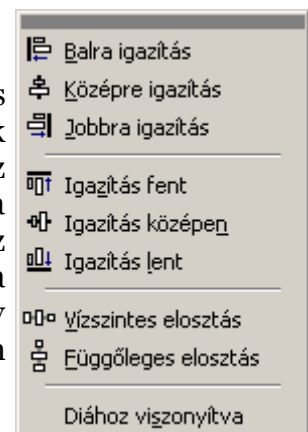 Balra igazítás
Középre igazítás
Jobbra igazítás
Igazítás fent
Igazítás középen
Igazítás lent
Vízszintes elosztás
Függőleges elosztás
Diához viszonyítva